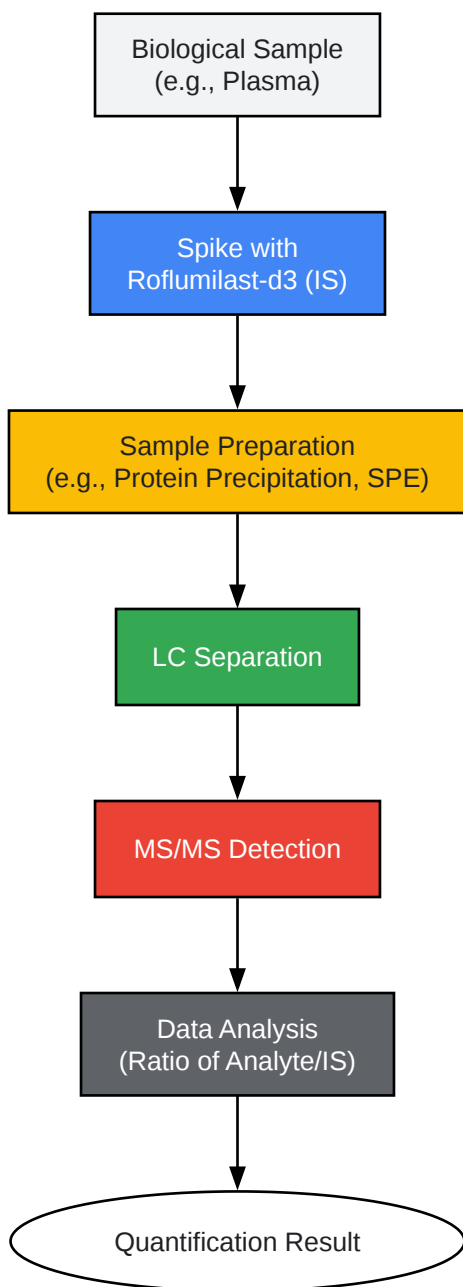 Biological Sample
(e.g., Plasma)
Spike with
Roflumilast-d3 (IS)
Sample Preparation
(e.g., Protein Precipitation, SPE)
LC Separation
MS/MS Detection
Data Analysis
(Ratio of Analyte/IS)
Quantification Result